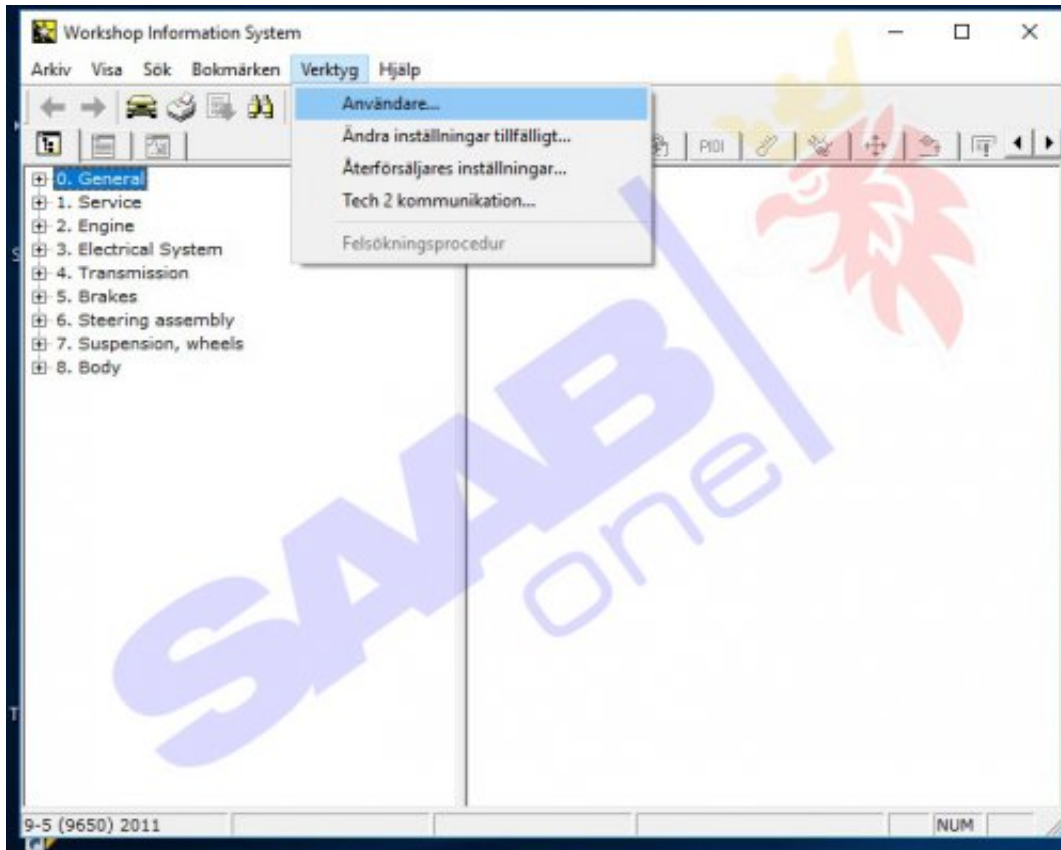 Workshop Information System
Arkiv Visa Sök Bokmärken Verktyg Hjälp
Användare...
Ändra inställningar tillfälligt...
Återförsäljares inställningar...
Tech 2 kommunikation...
Felsökningsprocedur
PIDI
0. General
1. Service
2. Engine
3. Electrical System
4. Transmission
5. Brakes
6. Steering assembly
7. Suspension, wheels
8. Body
SAAB
one
9-5 (9650) 2011
NUM